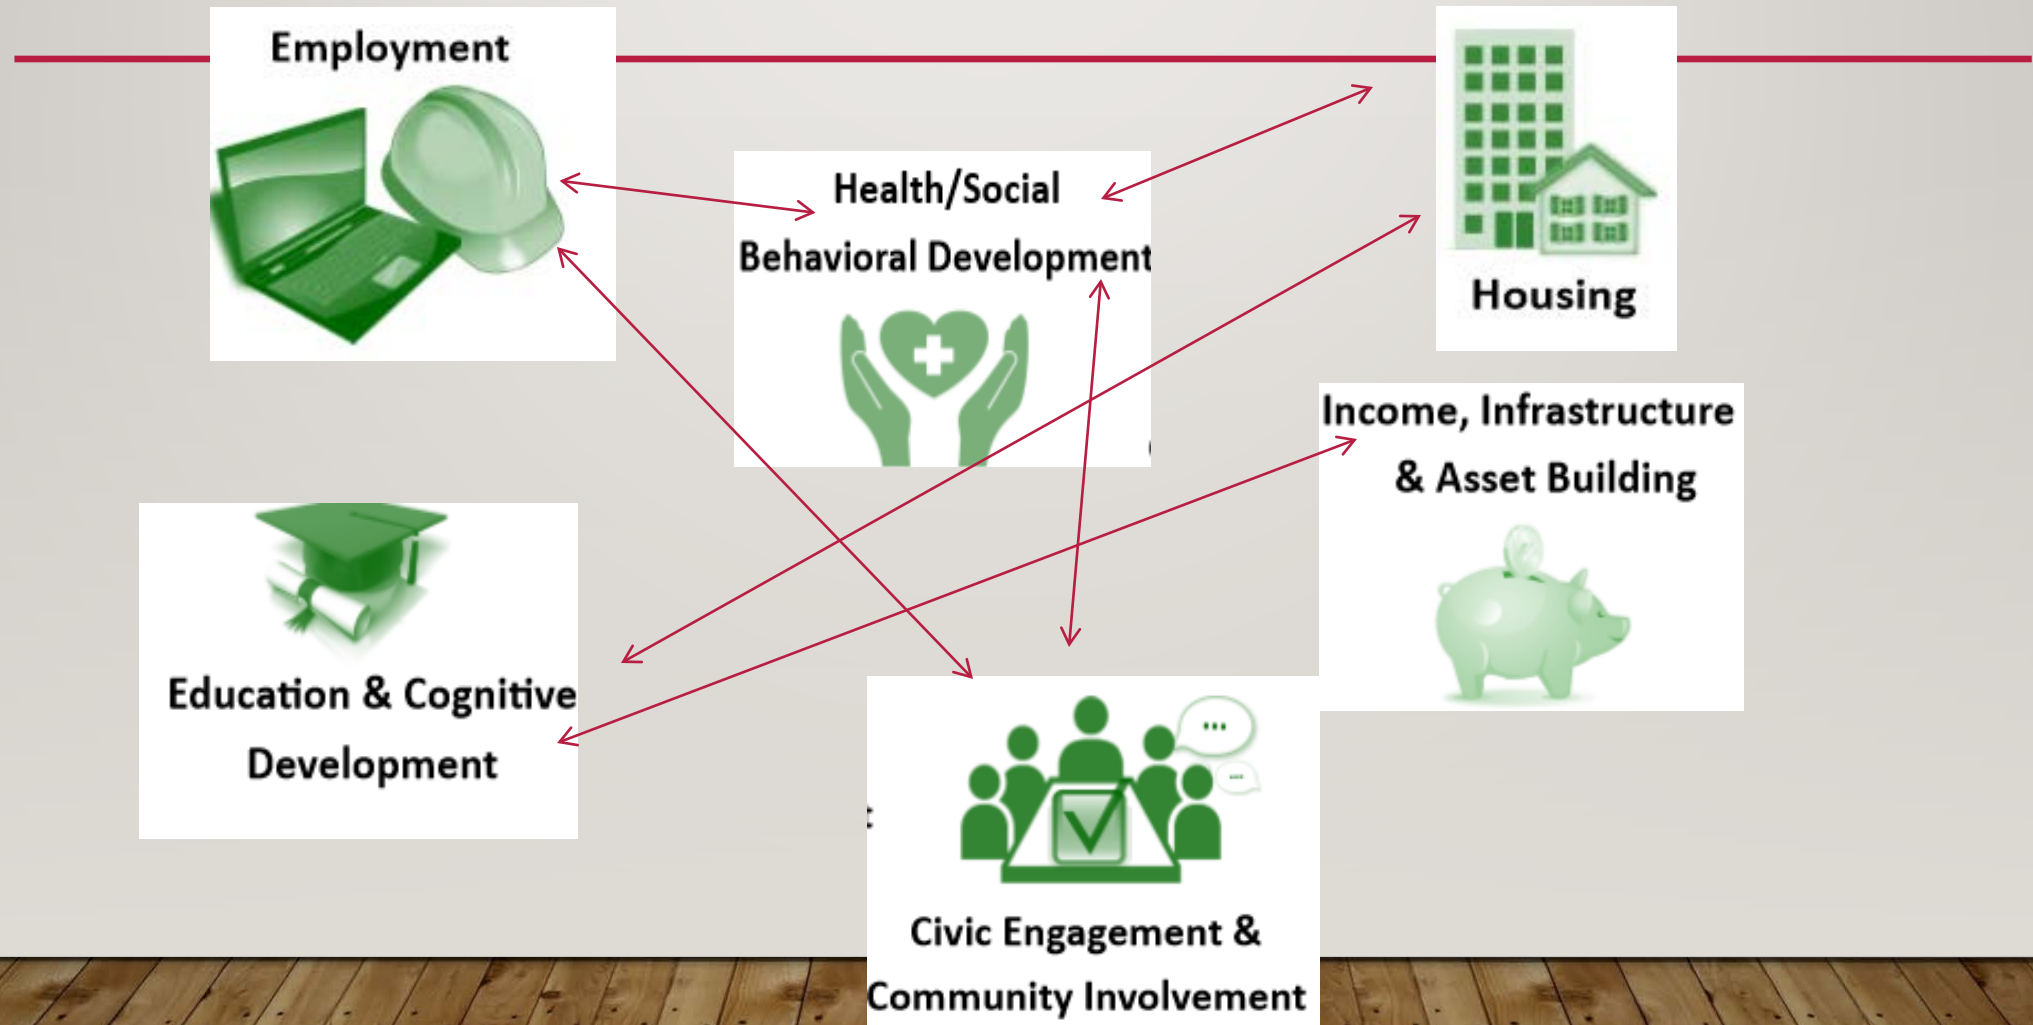 Employment
Health/Social
Behavioral Development
Housing
Income, Infrastructure
& Asset Building
Education & Cognitive
Development
...
...
Civic Engagement &
Community Involvement